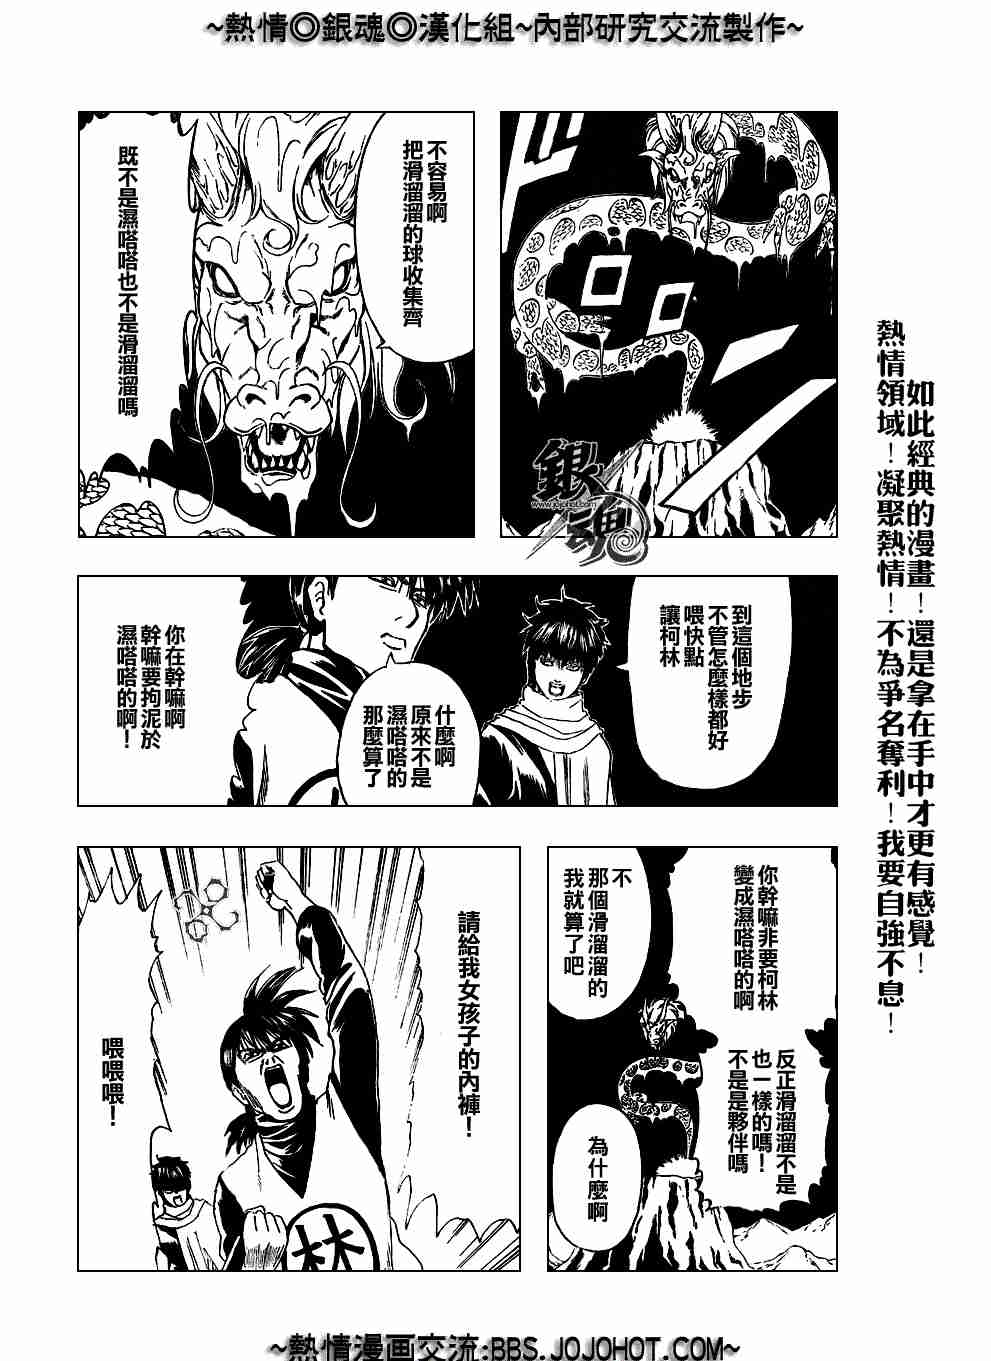 ~熱情◎銀魂◎漢化組~內部研究交流製作~
ロロ
銀魂
www.jojohot.com
不容易啊
把滑溜溜的球收集齊
既不是濕嗒嗒也不是滑溜溜嗎
到這個地步
不管怎麼樣都好
喂快點
讓柯林
什麼啊
原來不是
濕嗒嗒的
那麼算了
你在幹嘛啊
幹嘛要拘泥於
濕嗒嗒的啊！
你幹嘛非要柯林
變成濕嗒嗒的啊
反正滑溜溜不是
也一樣的嗎！
不是是夥伴嗎
不
那個滑溜溜的
我就算了吧
為什麼啊
請給我女孩子的內褲！
林
喂喂喂！
如此經典的漫畫！還是拿在手中才更有感覺！
熱情領域！凝聚熱情！不為爭名奪利！我要自強不息！
~熱情漫画交流:BBS.JOJOHOT.COM~